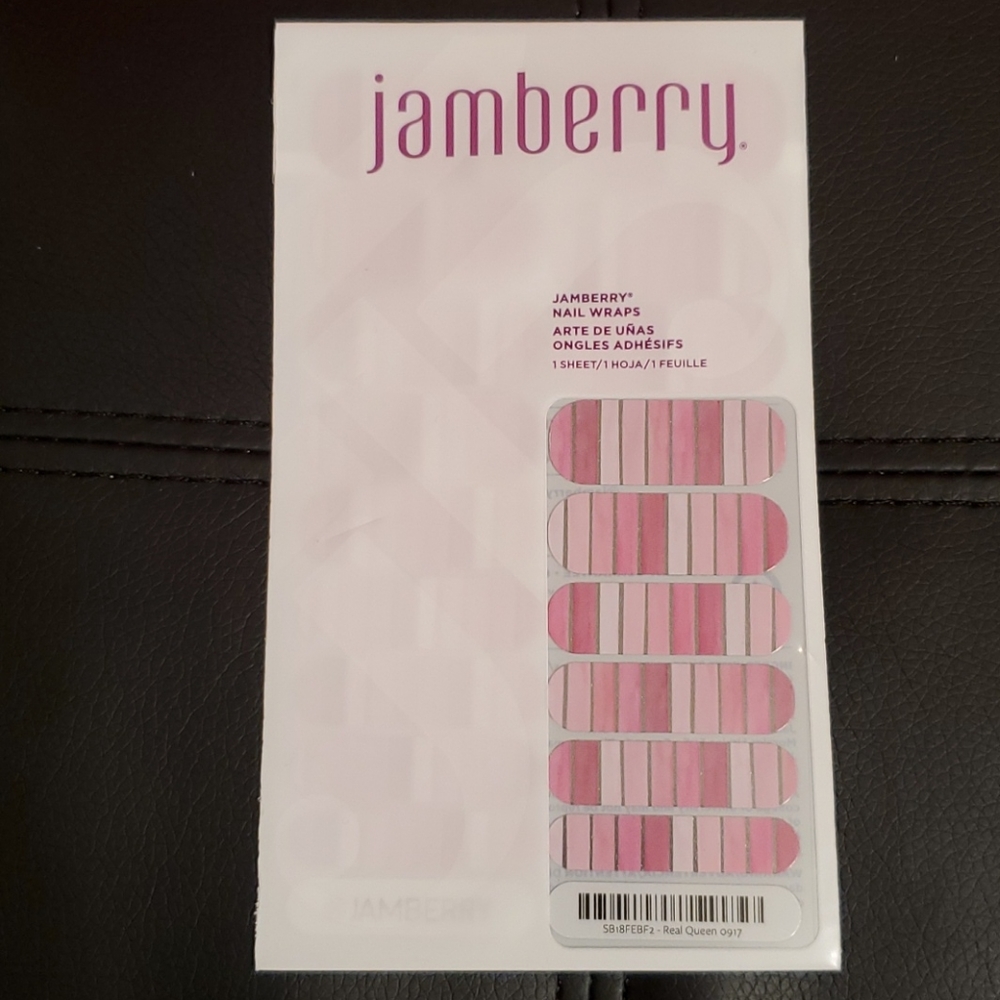 jamberry®
JAMBERRY®
NAIL WRAPS
ARTE DE UÑAS
ONGLES ADHÉSIFS
1 SHEET/1 HOJA/1 FEUILLE
JAMBERRY
SB18FEBF2 - Real Queen 0917